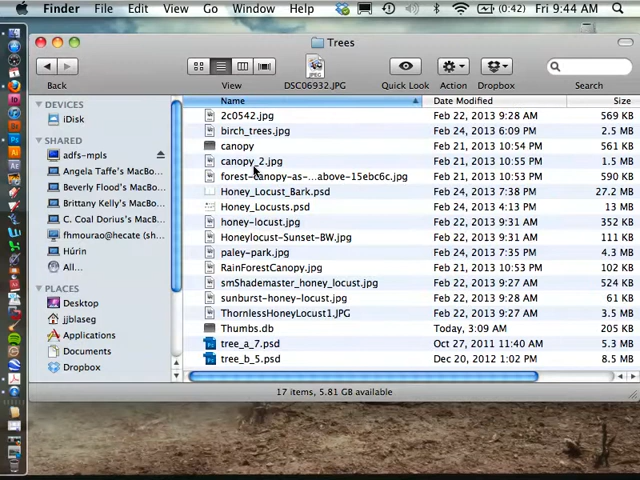 Finder File Edit View Go Window Help (0:42) Fri 9:44 AM
Trees
Back View DSC06932.JPG Quick Look Action Dropbox Search
DEVICES
iDisk
SHARED
adfs-mpls
Angela Taffe's MacBo...
Beverly Flood's MacBo...
Brittany Kelly's MacBo...
C. Coal Dorius's MacBo...
fhmourao@hecate (sh...
Húrin
All...
PLACES
Desktop
jjblaseg
Applications
Documents
Dropbox
Name Date Modified Size
2c0542.jpg Feb 22, 2013 9:28 AM 569 KB
birch_trees.jpg Feb 24, 2013 6:09 PM 2.5 MB
canopy Feb 21, 2013 10:54 PM 561 KB
canopy_2.jpg Feb 21, 2013 10:55 PM 1.5 MB
forest-canopy-as-...above-15ebc6c.jpg Feb 21, 2013 10:53 PM 590 KB
Honey_Locust_Bark.psd Feb 24, 2013 7:38 PM 27.2 MB
Honey_Locusts.psd Feb 24, 2013 4:13 PM 13 MB
honey-locust.jpg Feb 22, 2013 9:31 AM 352 KB
Honeylocust-Sunset-BW.jpg Feb 22, 2013 9:31 AM 111 KB
paley-park.jpg Feb 24, 2013 7:35 PM 4.3 MB
RainForestCanopy.jpg Feb 21, 2013 10:53 PM 102 KB
smShademaster_honey_locust.jpg Feb 22, 2013 9:27 AM 524 KB
sunburst-honey-locust.jpg Feb 22, 2013 9:28 AM 61 KB
ThornlessHoneyLocust1.JPG Feb 22, 2013 9:27 AM 3.5 MB
Thumbs.db Today, 3:09 AM 205 KB
tree_a_7.psd Oct 27, 2011 11:40 AM 5.3 MB
tree_b_5.psd Dec 20, 2012 1:02 PM 8.5 MB
17 items, 5.81 GB available